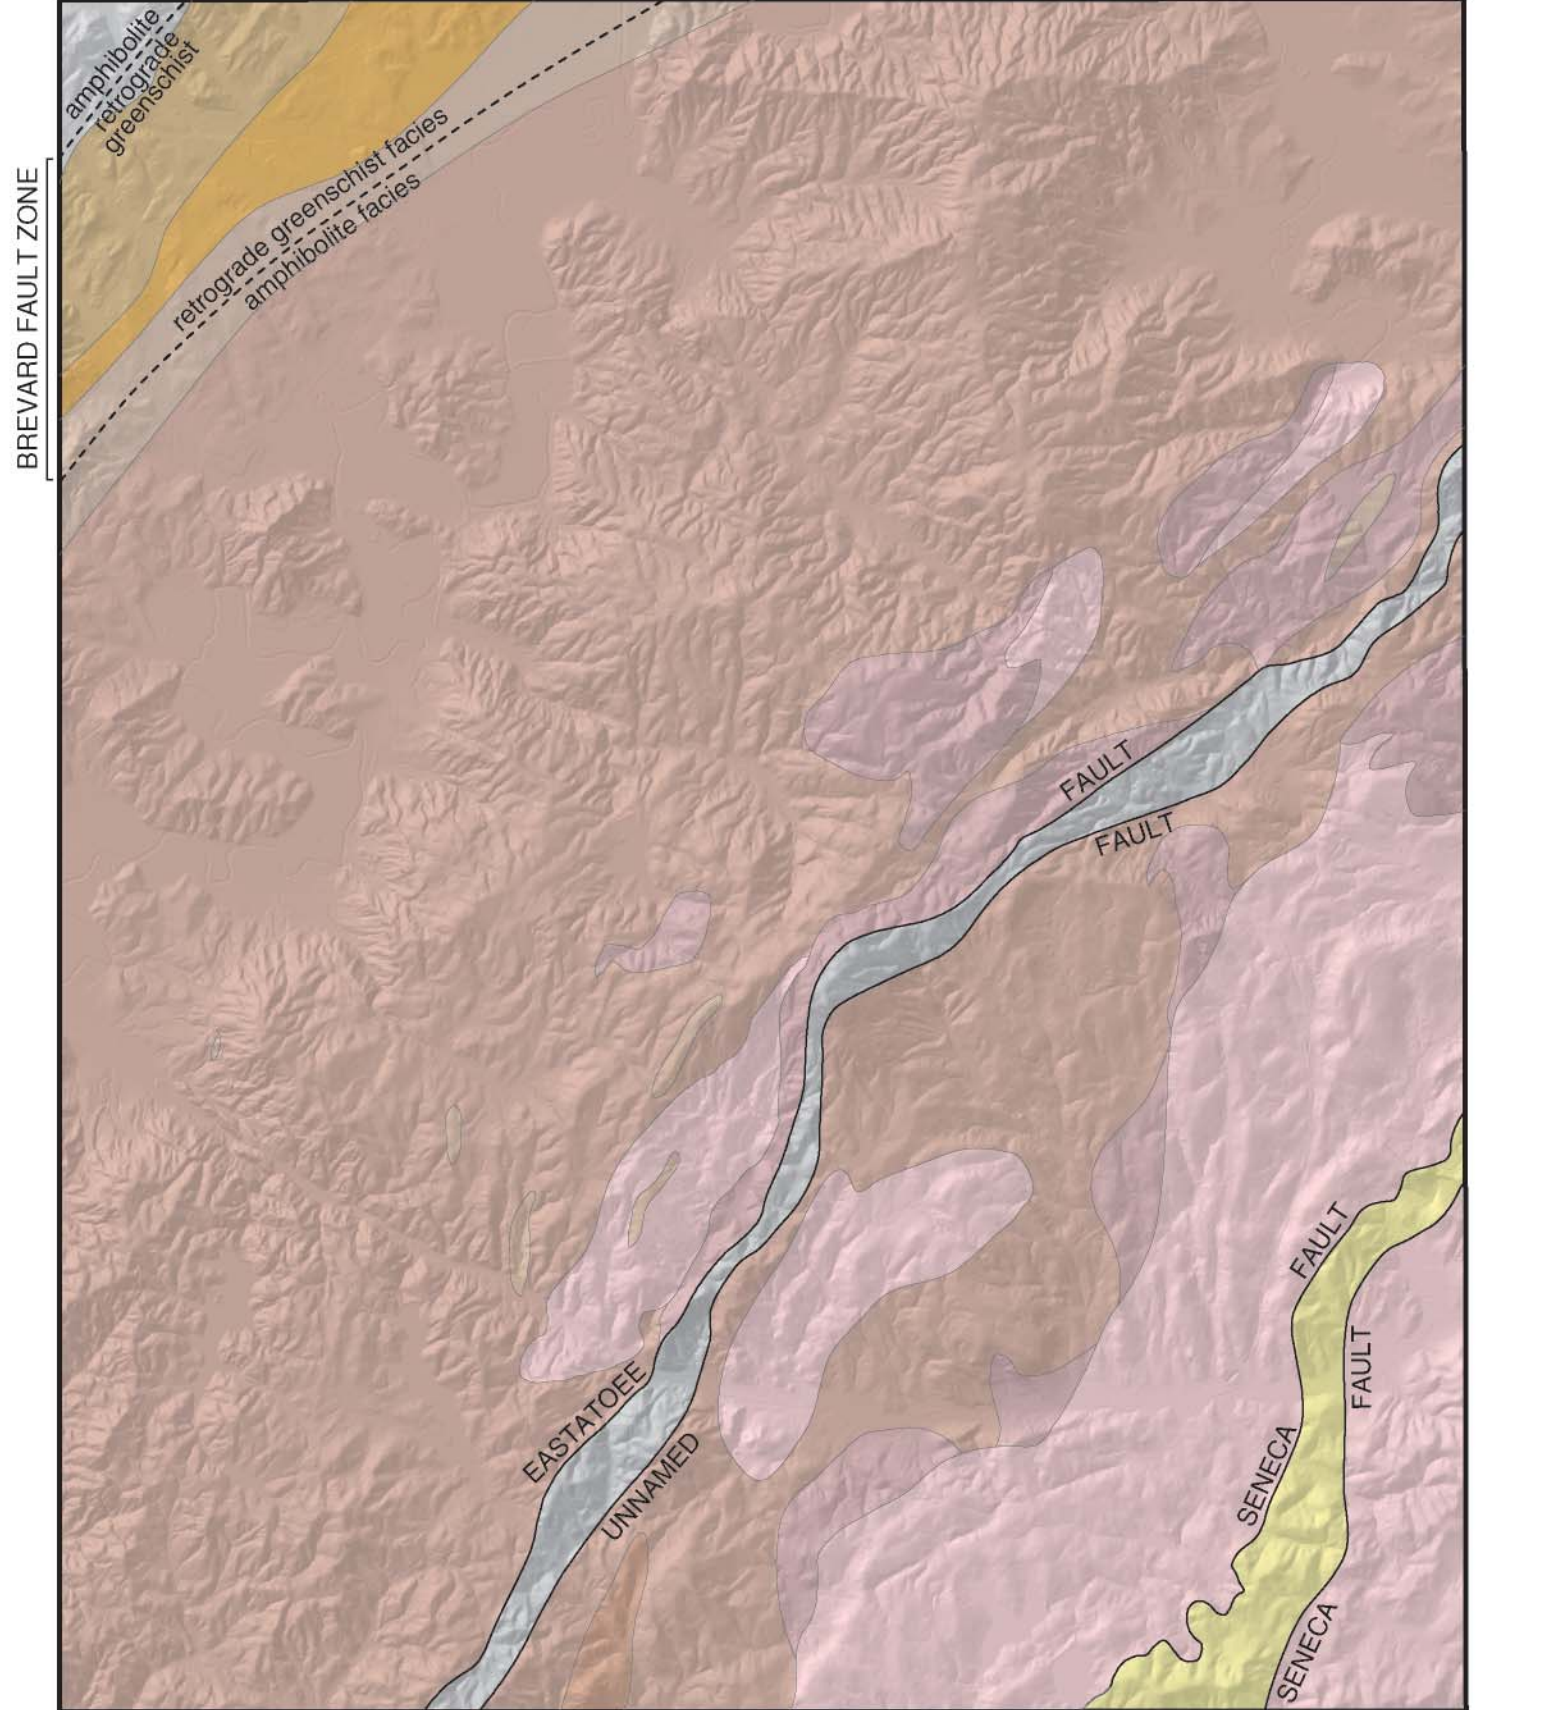 amphibolite
retrograde
greenschist
BREVARD FAULT ZONE
retrograde greenschist facies
amphibolite facies
FAULT
FAULT
EASTATOEE
UNNAMED
FAULT
FAULT
SENECA
SENECA